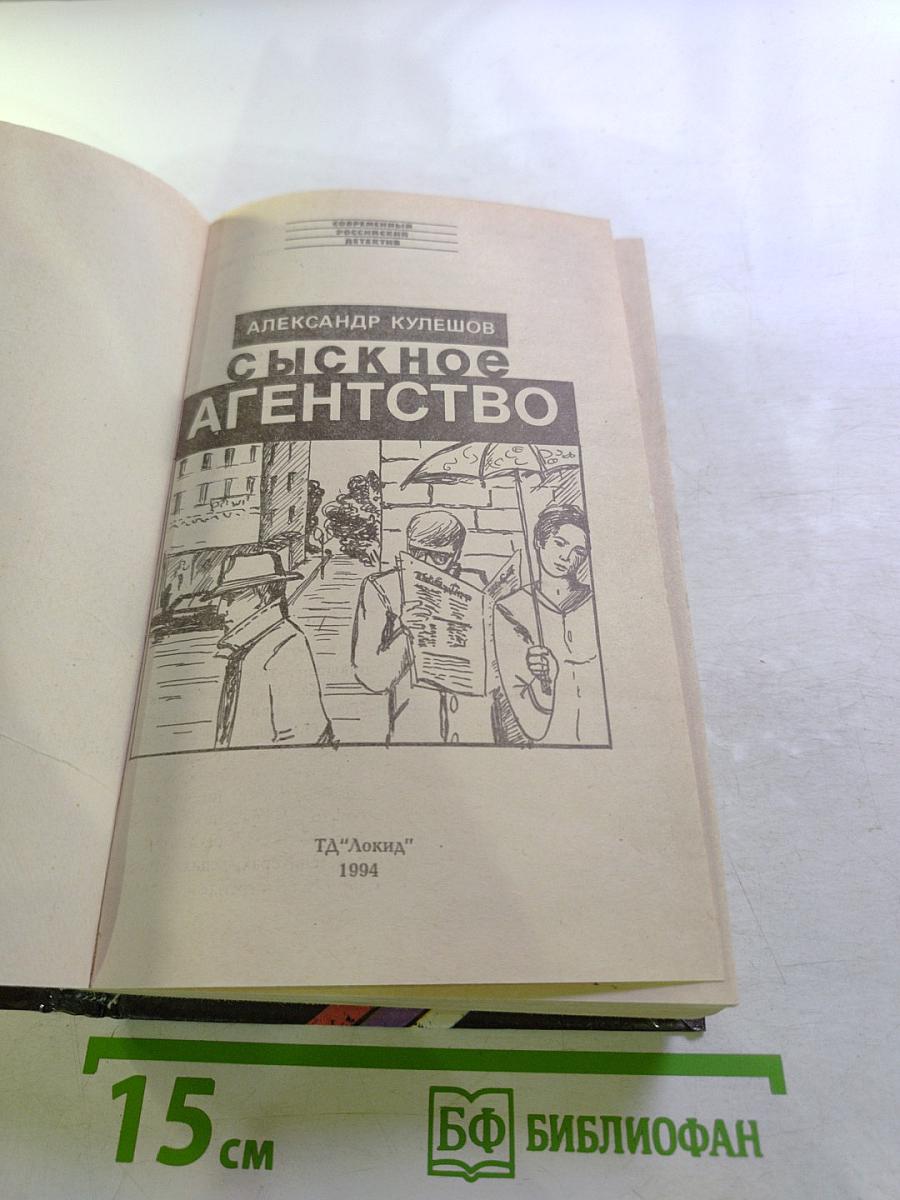 СОВРЕМЕННЫЙ
РОССИЙСКИЙ
ДЕТЕКТИВ
АЛЕКСАНДР КУЛЕШОВ
СЫСКНОЕ
АГЕНТСТВО
ТД"Локид"
1994
15 см
БФ БИБЛИОФАН